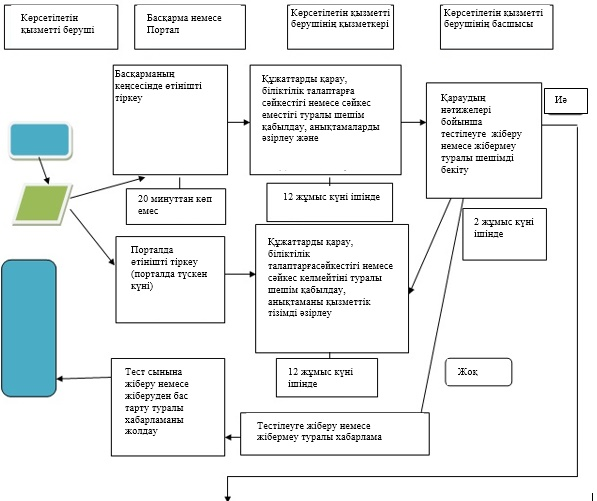 Көрсетілетін
қызметті беруші
Басқарма немесе
Портал
Көрсетілетін қызметті
берушінің қызметкері
Көрсетілетін қызметті
берушінің басшысы
Басқарманың
кеңсесінде өтінішті
тіркеу
Құжаттарды қарау,
біліктілік талаптарға
сәйкестігі немесе сәйкес
еместігі туралы шешім
қабылдау, анықтамаларды
әзірлеу және
Қараудың
нәтижелері
бойынша
тестілеуге жіберу
немесе жібермеу
туралы шешімді
бекіту
Иә
20 минуттан көп
емес
12 жұмыс күні ішінде
2 жұмыс күні
ішінде
Порталда
өтінішті тіркеу
(порталда түскен
күні)
Құжаттарды қарау,
біліктілік
талаптарғасәйкестігі немесе
сәйкес келмейтіні туралы
шешім қабылдау,
анықтаманы қызметтік
тізімді әзірлеу
12 жұмыс күні
ішінде
Жоқ
Тест сынына
жіберу немесе
жіберуден бас
тарту туралы
хабарламаны
жолдау
Тестілеуге жіберу немесе
жібермеу туралы хабарлама